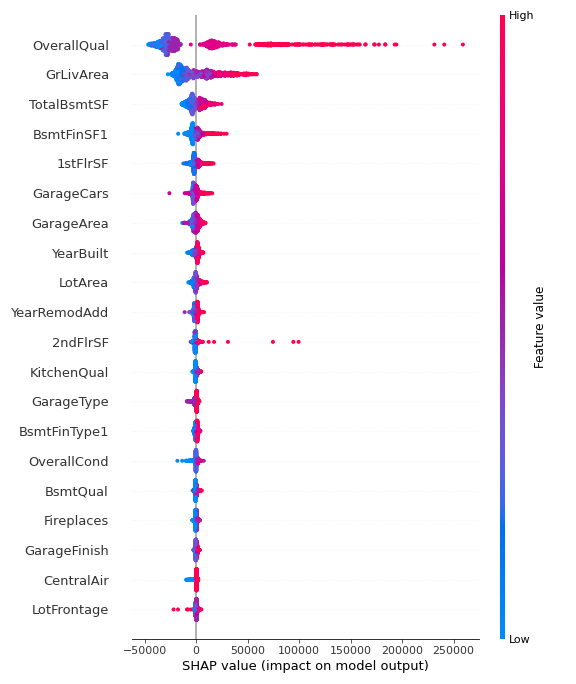 High
OverallQual
GrLivArea
TotalBsmtSF
BsmtFinSF1
1stFlrSF
GarageCars
GarageArea
YearBuilt
LotArea
YearRemodAdd
2ndFlrSF
KitchenQual
GarageType
BsmtFinType1
OverallCond
BsmtQual
Fireplaces
GarageFinish
CentralAir
LotFrontage
Feature value
Low
−50000 0 50000 100000 150000 200000 250000
SHAP value (impact on model output)